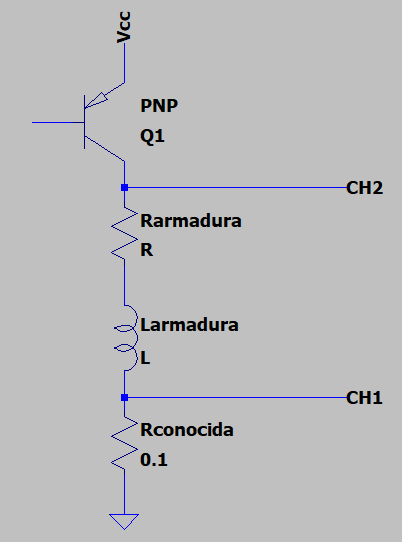 Vcc
PNP
Q1
CH2
Rarmadura
R
Larmadura
L
CH1
Rconocida
0.1